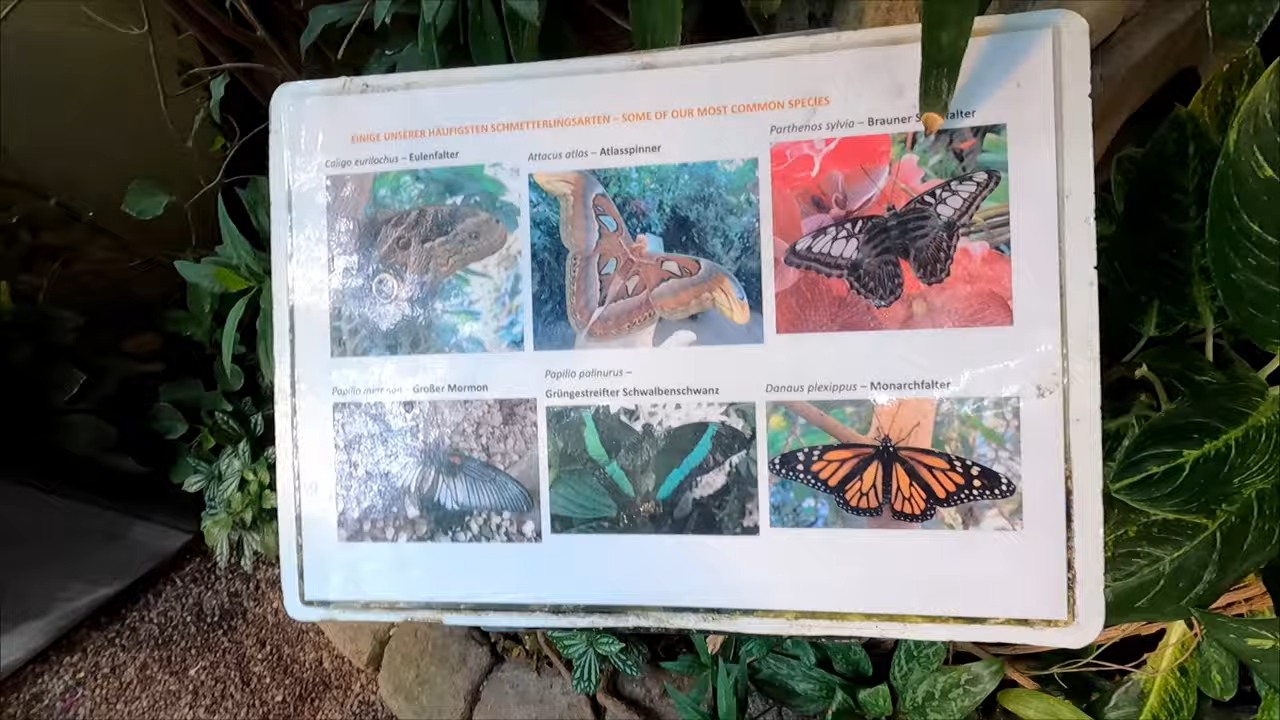 EINIGE UNSERER HÄUFIGSTEN SCHMETTERLINGSARTEN – SOME OF OUR MOST COMMON SPECIES
Caligo eurilochus – Eulenfalter
Attacus atlas – Atlasspinner
Parthenos sylvia – Brauner
Papilio – Großer Mormon
Papilio palinurus –
Grüngestreifter Schwalbenschwanz
Danaus plexippus – Monarchfalter